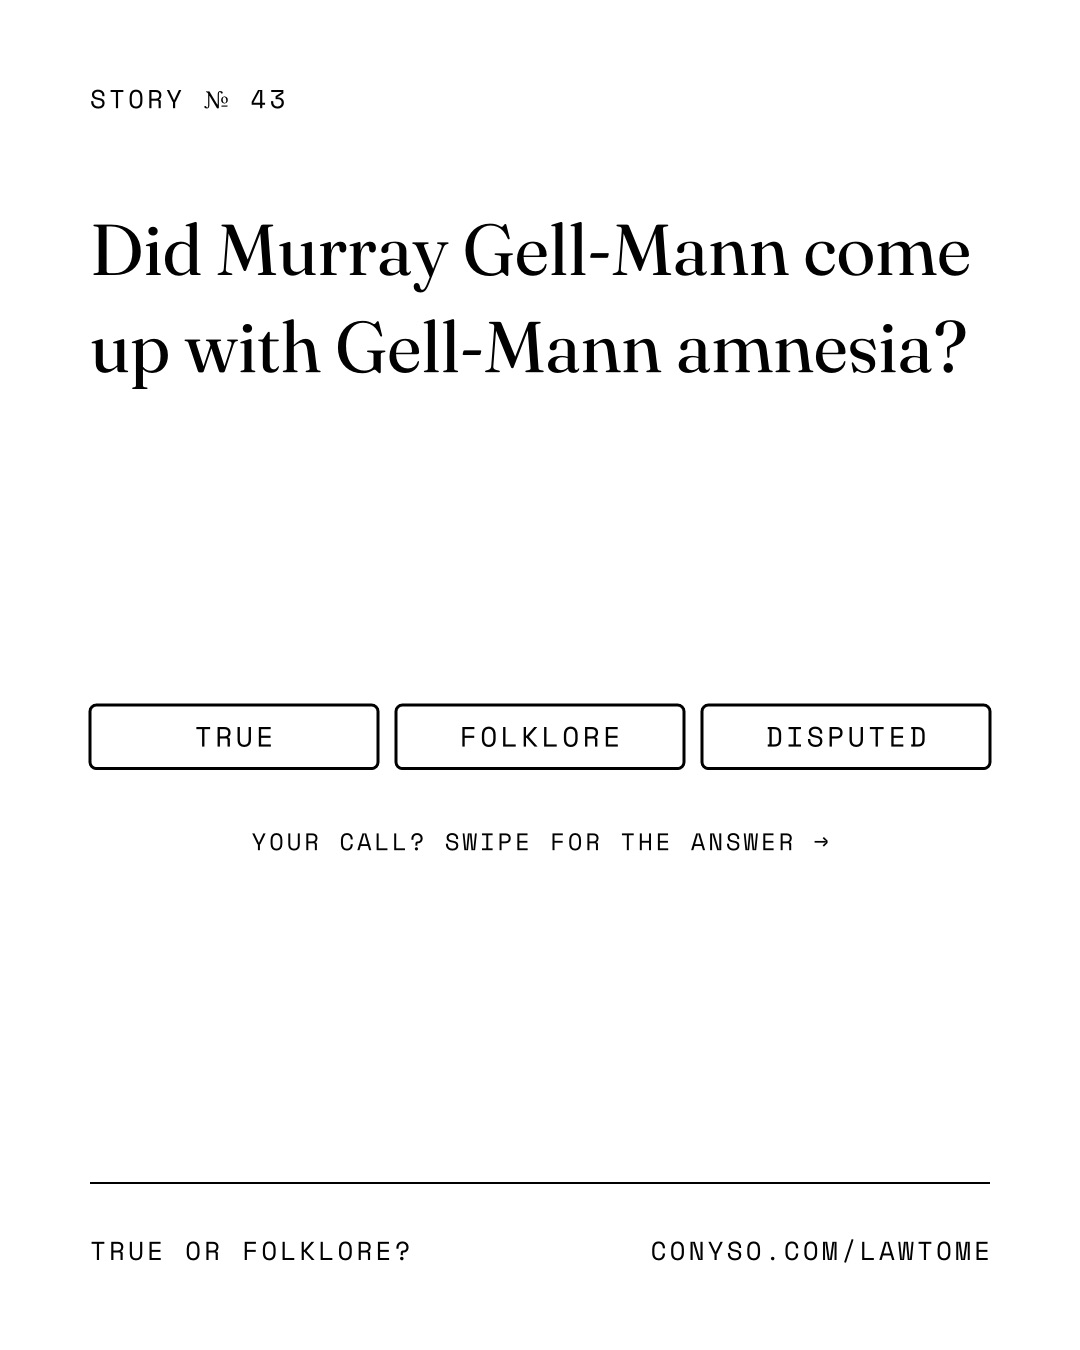 STORY № 43
Did Murray Gell-Mann come
up with Gell-Mann amnesia?
TRUE
FOLKLORE
DISPUTED
YOUR CALL? SWIPE FOR THE ANSWER →
TRUE OR FOLKLORE?
CONYSO.COM/LAWTOME